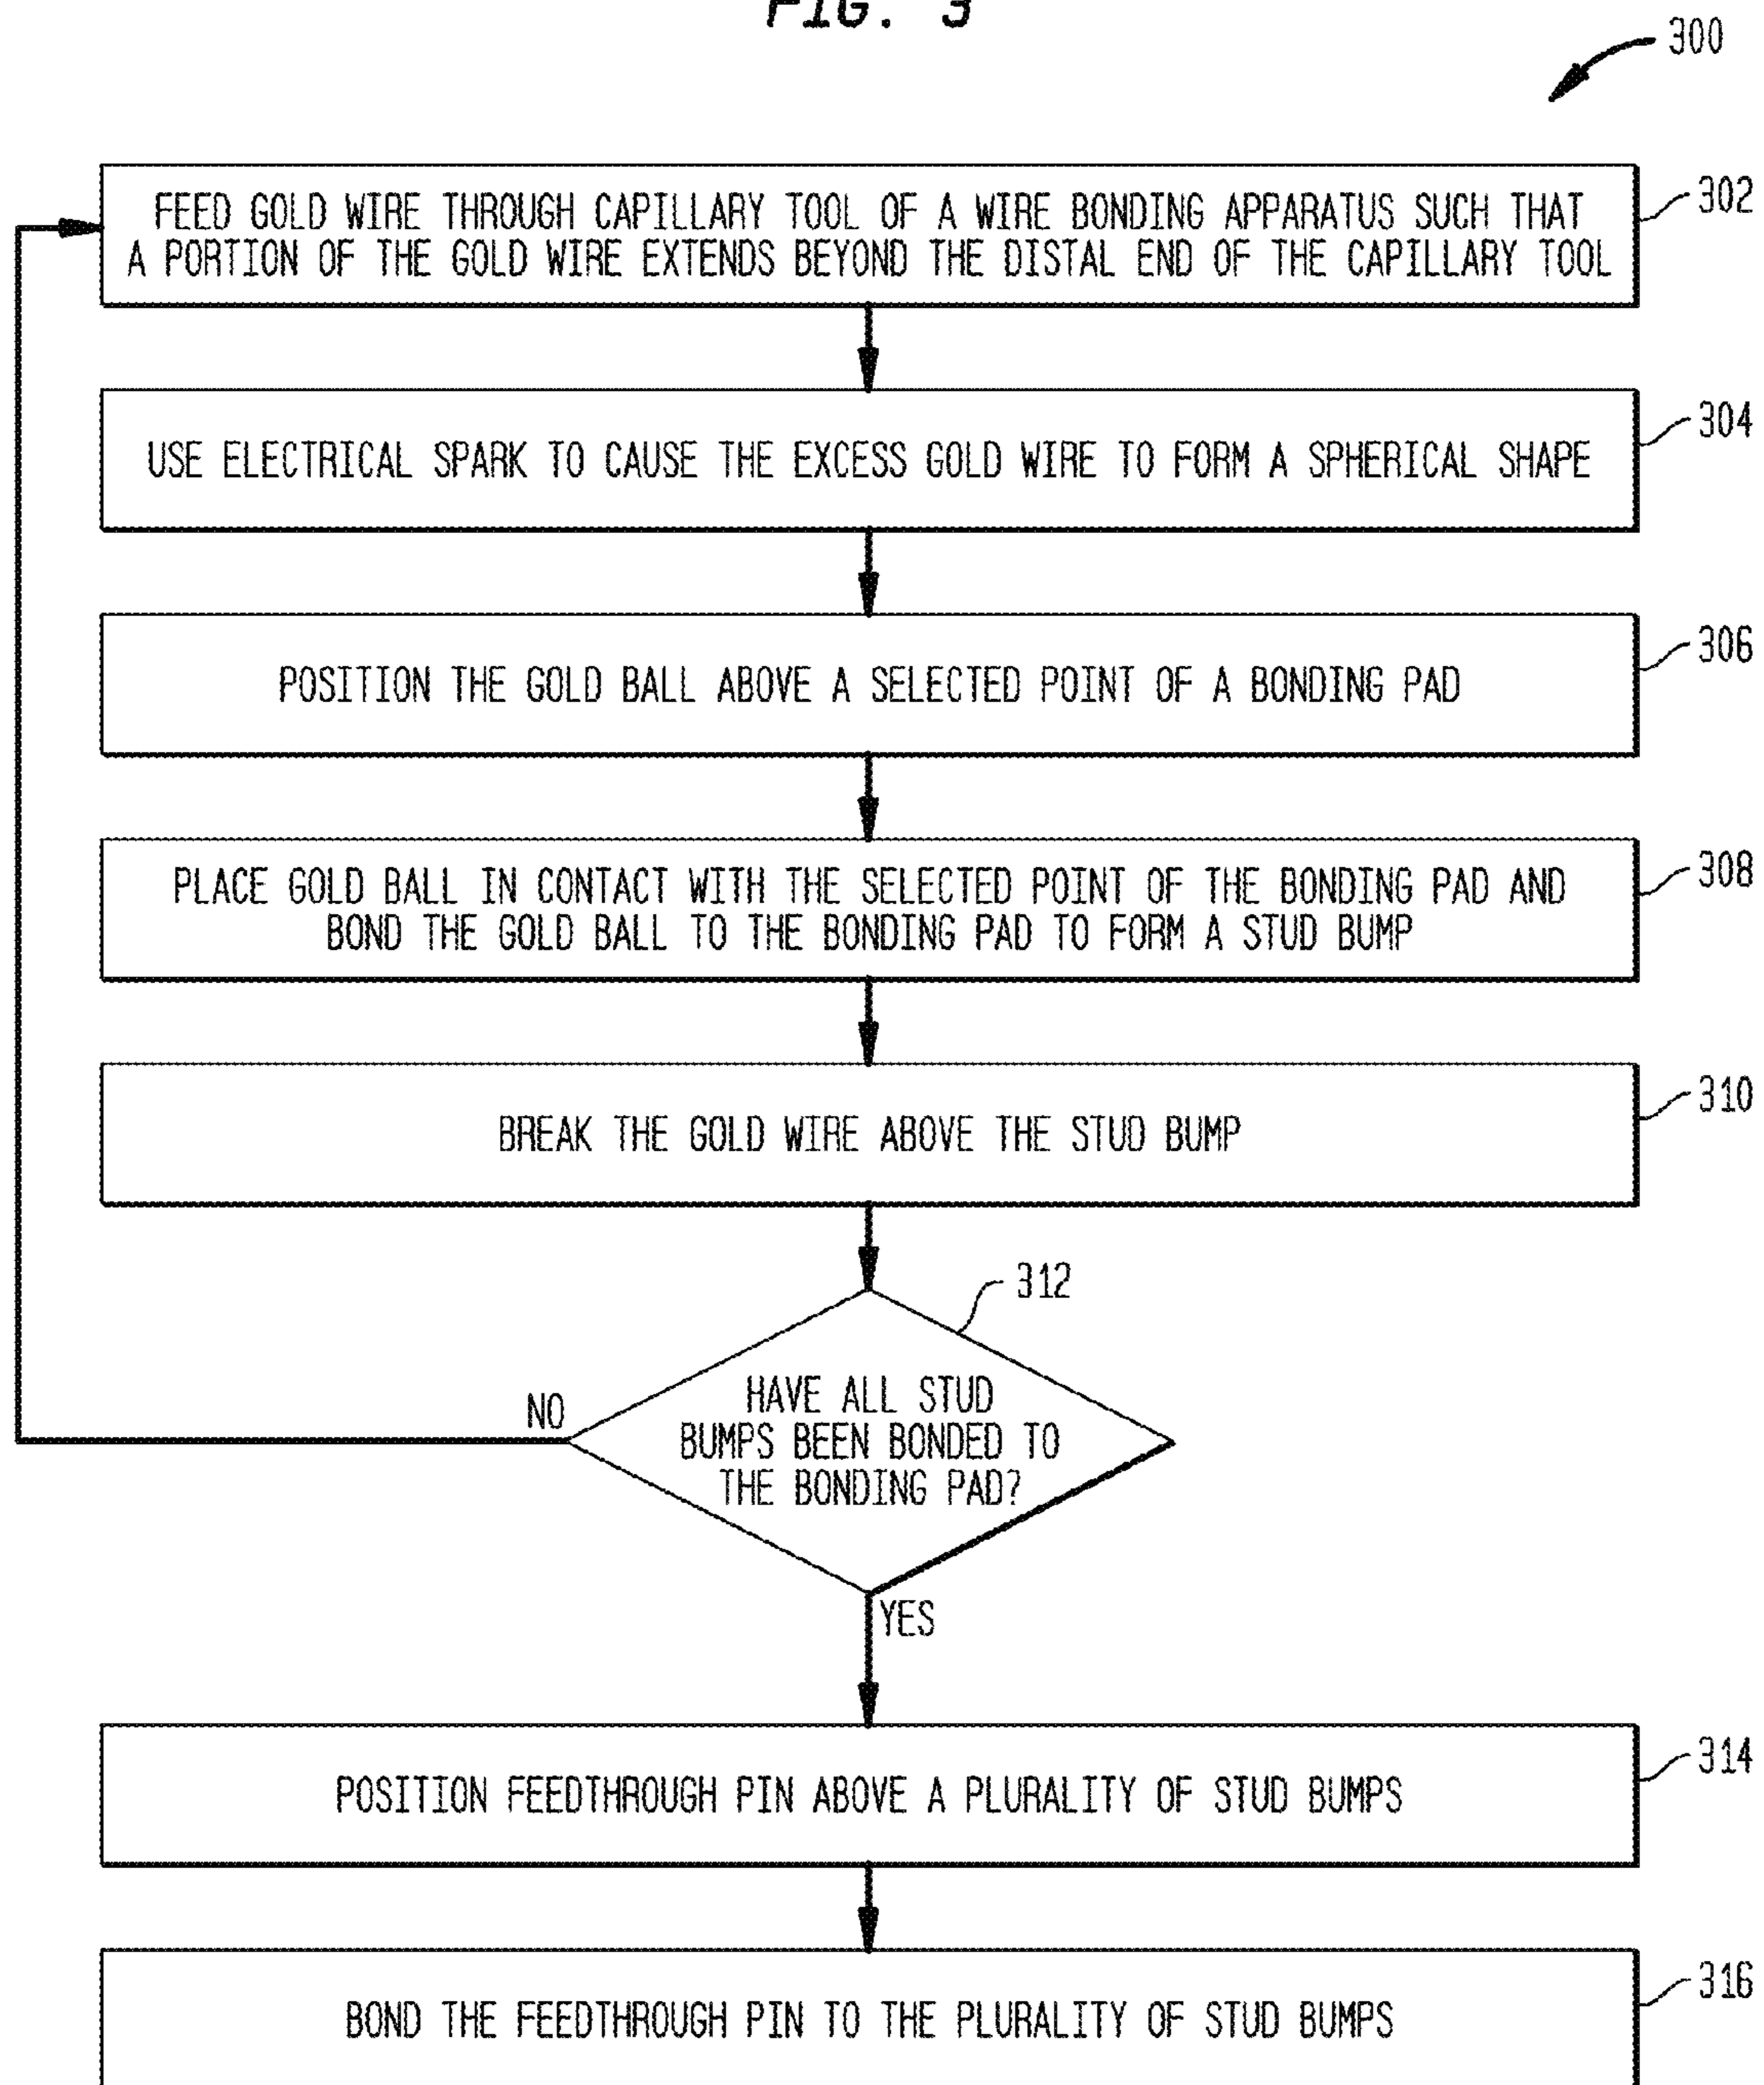 FIG. 3
300
FEED GOLD WIRE THROUGH CAPILLARY TOOL OF A WIRE BONDING APPARATUS SUCH THAT
A PORTION OF THE GOLD WIRE EXTENDS BEYOND THE DISTAL END OF THE CAPILLARY TOOL
302
USE ELECTRICAL SPARK TO CAUSE THE EXCESS GOLD WIRE TO FORM A SPHERICAL SHAPE
304
POSITION THE GOLD BALL ABOVE A SELECTED POINT OF A BONDING PAD
306
PLACE GOLD BALL IN CONTACT WITH THE SELECTED POINT OF THE BONDING PAD AND
BOND THE GOLD BALL TO THE BONDING PAD TO FORM A STUD BUMP
308
BREAK THE GOLD WIRE ABOVE THE STUD BUMP
310
312
HAVE ALL STUD
BUMPS BEEN BONDED TO
THE BONDING PAD?
NO
YES
POSITION FEEDTHROUGH PIN ABOVE A PLURALITY OF STUD BUMPS
314
BOND THE FEEDTHROUGH PIN TO THE PLURALITY OF STUD BUMPS
316